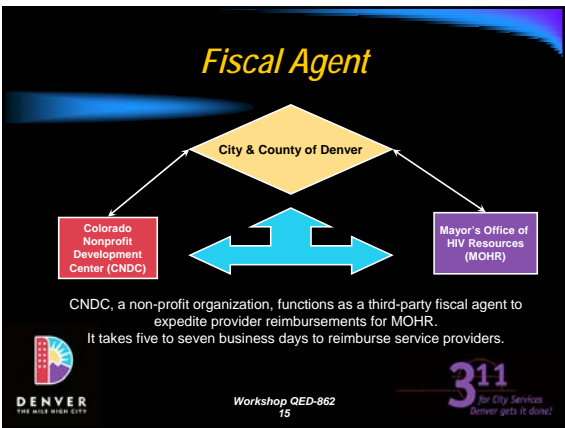 Fiscal Agent
City & County of Denver
Colorado
Nonprofit
Development
Center (CNDC)
Mayor's Office of
HIV Resources
(MOHR)
CNDC, a non-profit organization, functions as a third-party fiscal agent to
expedite provider reimbursements for MOHR.
It takes five to seven business days to reimburse service providers.
DENVER
THE MILE HIGH CITY
Workshop QED-862
15
311
for City Services
Denver gets it done!